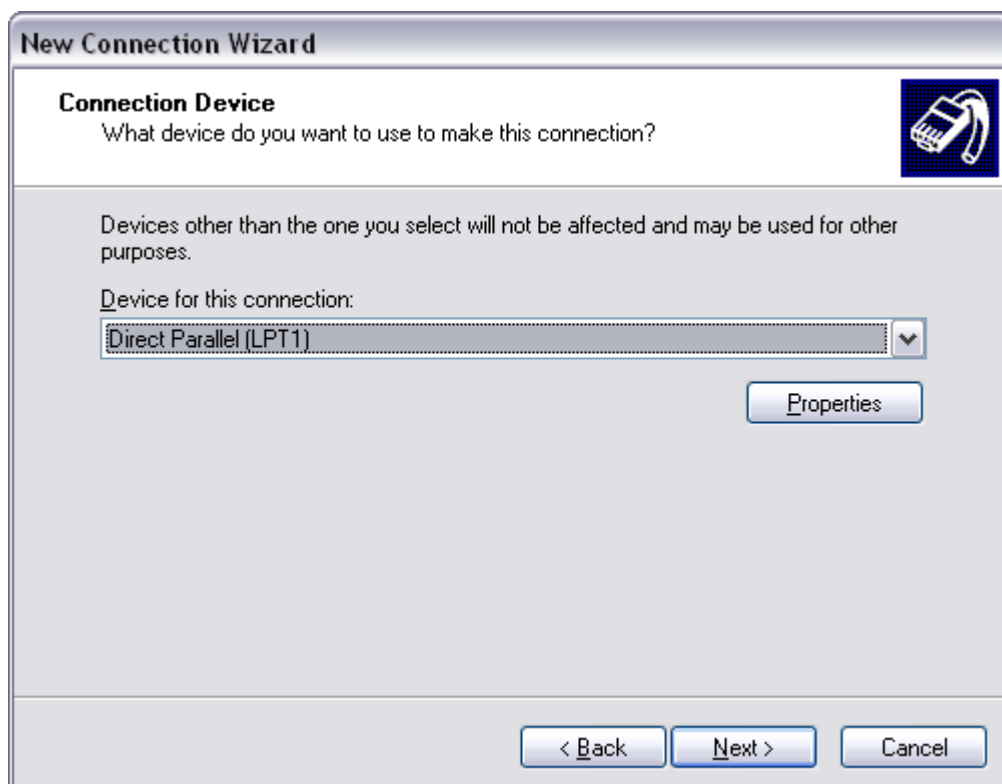 New Connection Wizard
Connection Device
What device do you want to use to make this connection?
Devices other than the one you select will not be affected and may be used for other
purposes.
Device for this connection:
Direct Parallel (LPT1)
Properties
< Back Next > Cancel